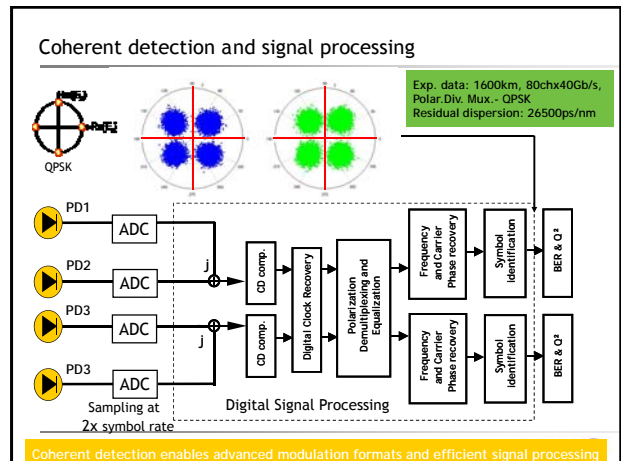 Coherent detection and signal processing
Exp. data: 1600km, 80chx40Gb/s,
Polar.Div. Mux.- QPSK
Residual dispersion: 26500ps/nm
QPSK
PD1
ADC
PD2
ADC
PD3
ADC
PD3
ADC
j
j
CD comp.
CD comp.
Digital Clock Recovery
Polarization
Demultiplexing and
Equalization
Frequency
and Carrier
Phase recovery
Frequency
and Carrier
Phase recovery
Symbol
identification
Symbol
identification
BER & Q²
BER & Q²
Sampling at
2x symbol rate
Digital Signal Processing
Coherent detection enables advanced modulation formats and efficient signal processing